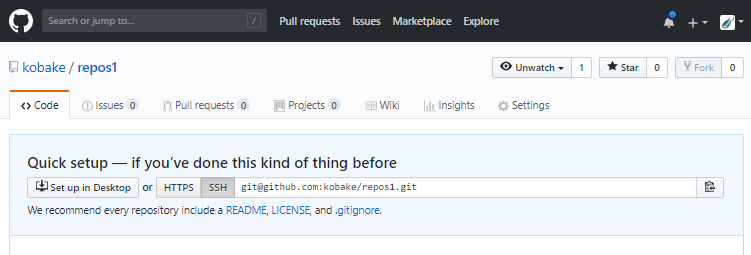 Search or jump to... /
Pull requests Issues Marketplace Explore
kobake / repos1
Unwatch 1 Star 0 Fork 0
Code Issues 0 Pull requests 0 Projects 0 Wiki Insights Settings
Quick setup — if you've done this kind of thing before
Set up in Desktop or HTTPS SSH git@github.com:kobake/repos1.git
We recommend every repository include a README, LICENSE, and .gitignore.